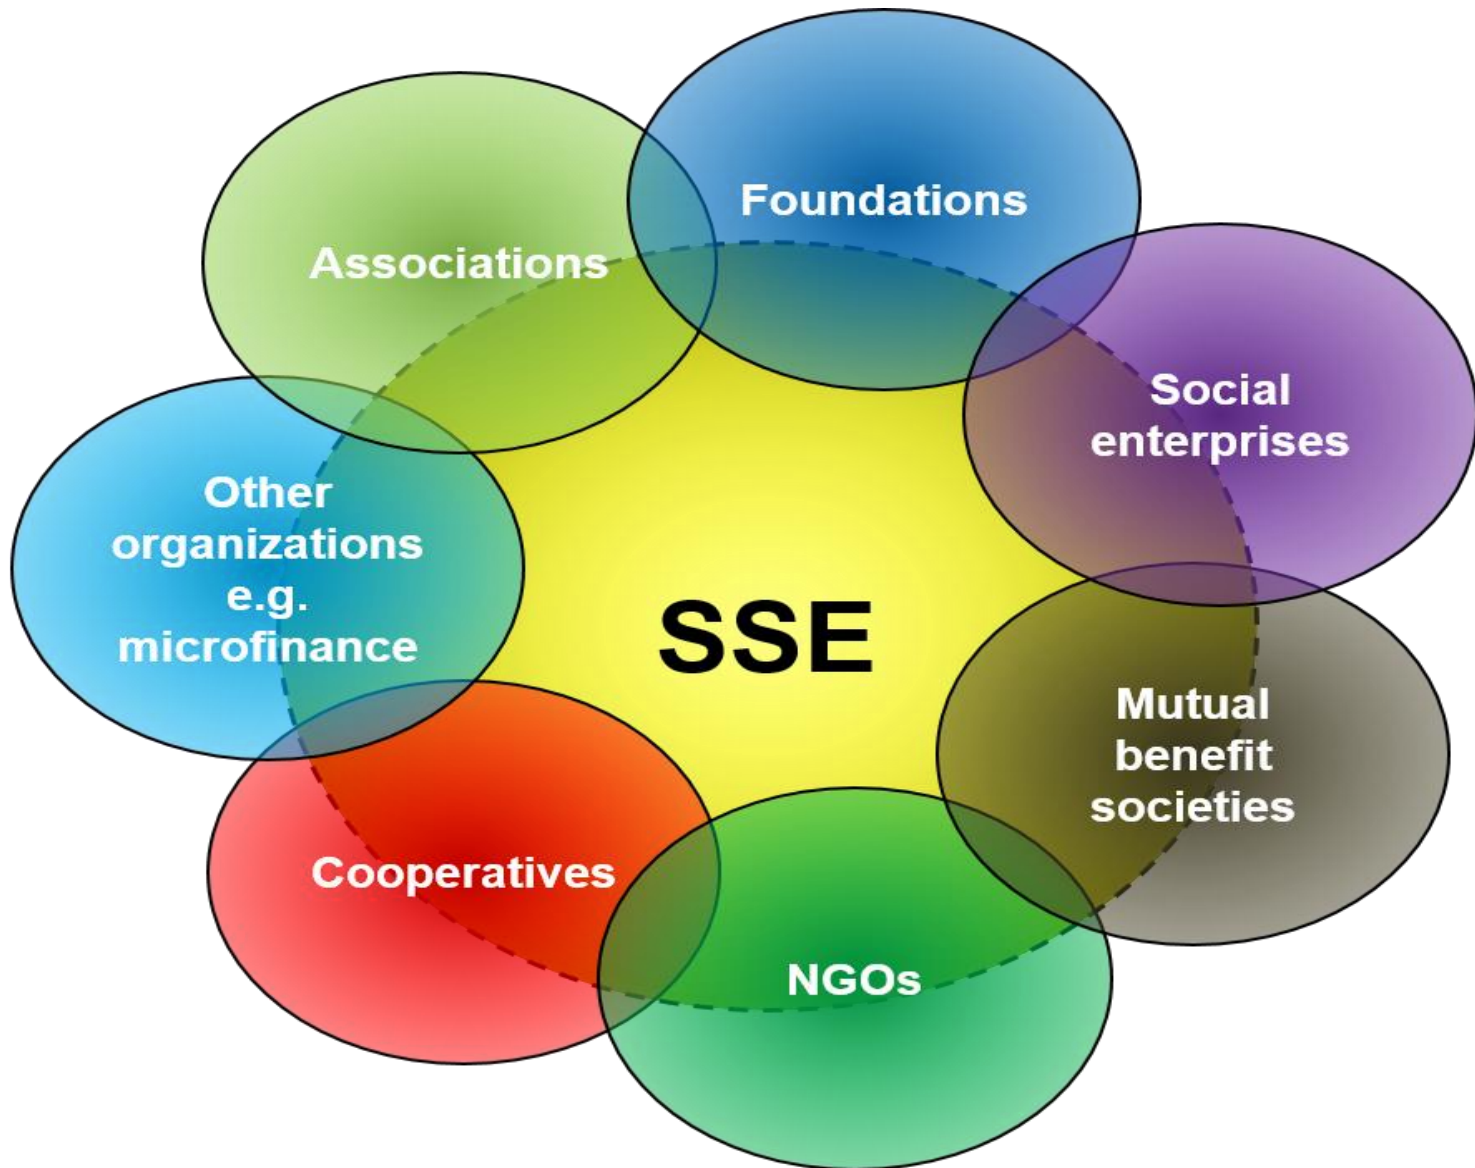 Foundations
Associations
Social
enterprises
Other
organizations
e.g.
microfinance
SSE
Mutual
benefit
societies
Cooperatives
NGOs